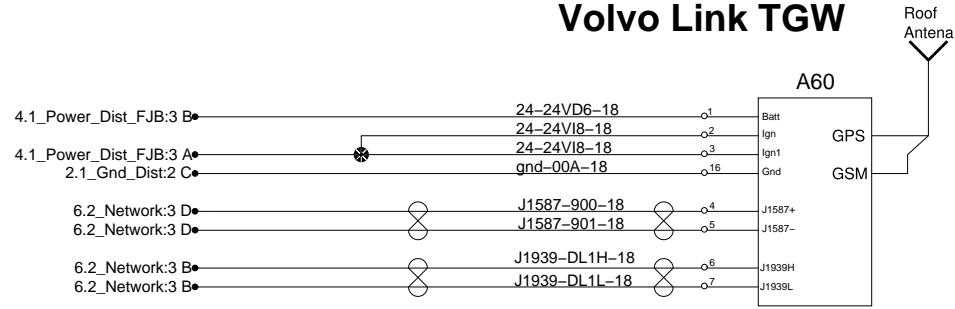 Volvo Link TGW
Roof
Antena
A60
4.1_Power_Dist_FJB:3 B 24–24VD6–18 1 Batt
24–24VI8–18 2 Ign GPS
4.1_Power_Dist_FJB:3 A 24–24VI8–18 3 Ign1
2.1_Gnd_Dist:2 C gnd–00A–18 16 Gnd GSM
6.2_Network:3 D J1587–900–18 4 J1587+
6.2_Network:3 D J1587–901–18 5 J1587−
6.2_Network:3 B J1939–DL1H–18 6 J1939H
6.2_Network:3 B J1939–DL1L–18 7 J1939L